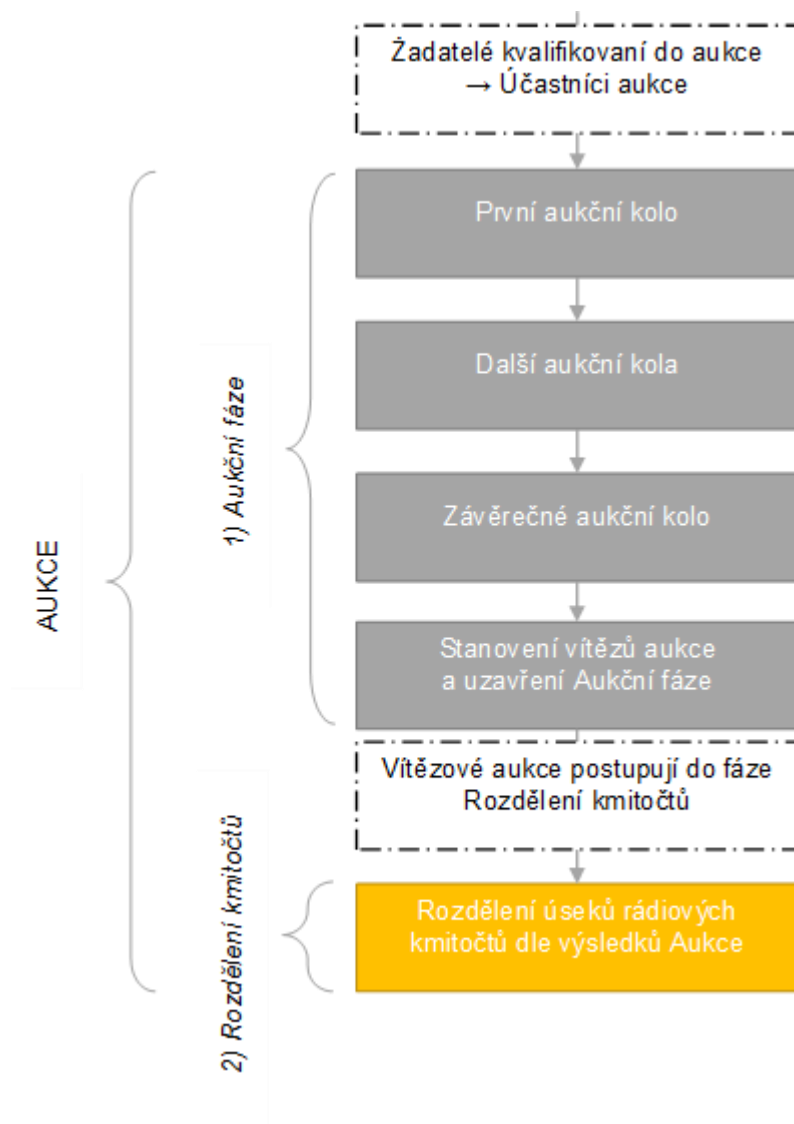 Žadatelé kvalifikovaní do aukce
→ Účastníci aukce
AUKCE
1) Aukční fáze
První aukční kolo
Další aukční kola
Závěrečné aukční kolo
Stanovení vítězů aukce
a uzavření Aukční fáze
Vítězové aukce postupují do fáze
Rozdělení kmitočtů
2) Rozdělení kmitočtů
Rozdělení úseků rádiových
kmitočtů dle výsledků Aukce